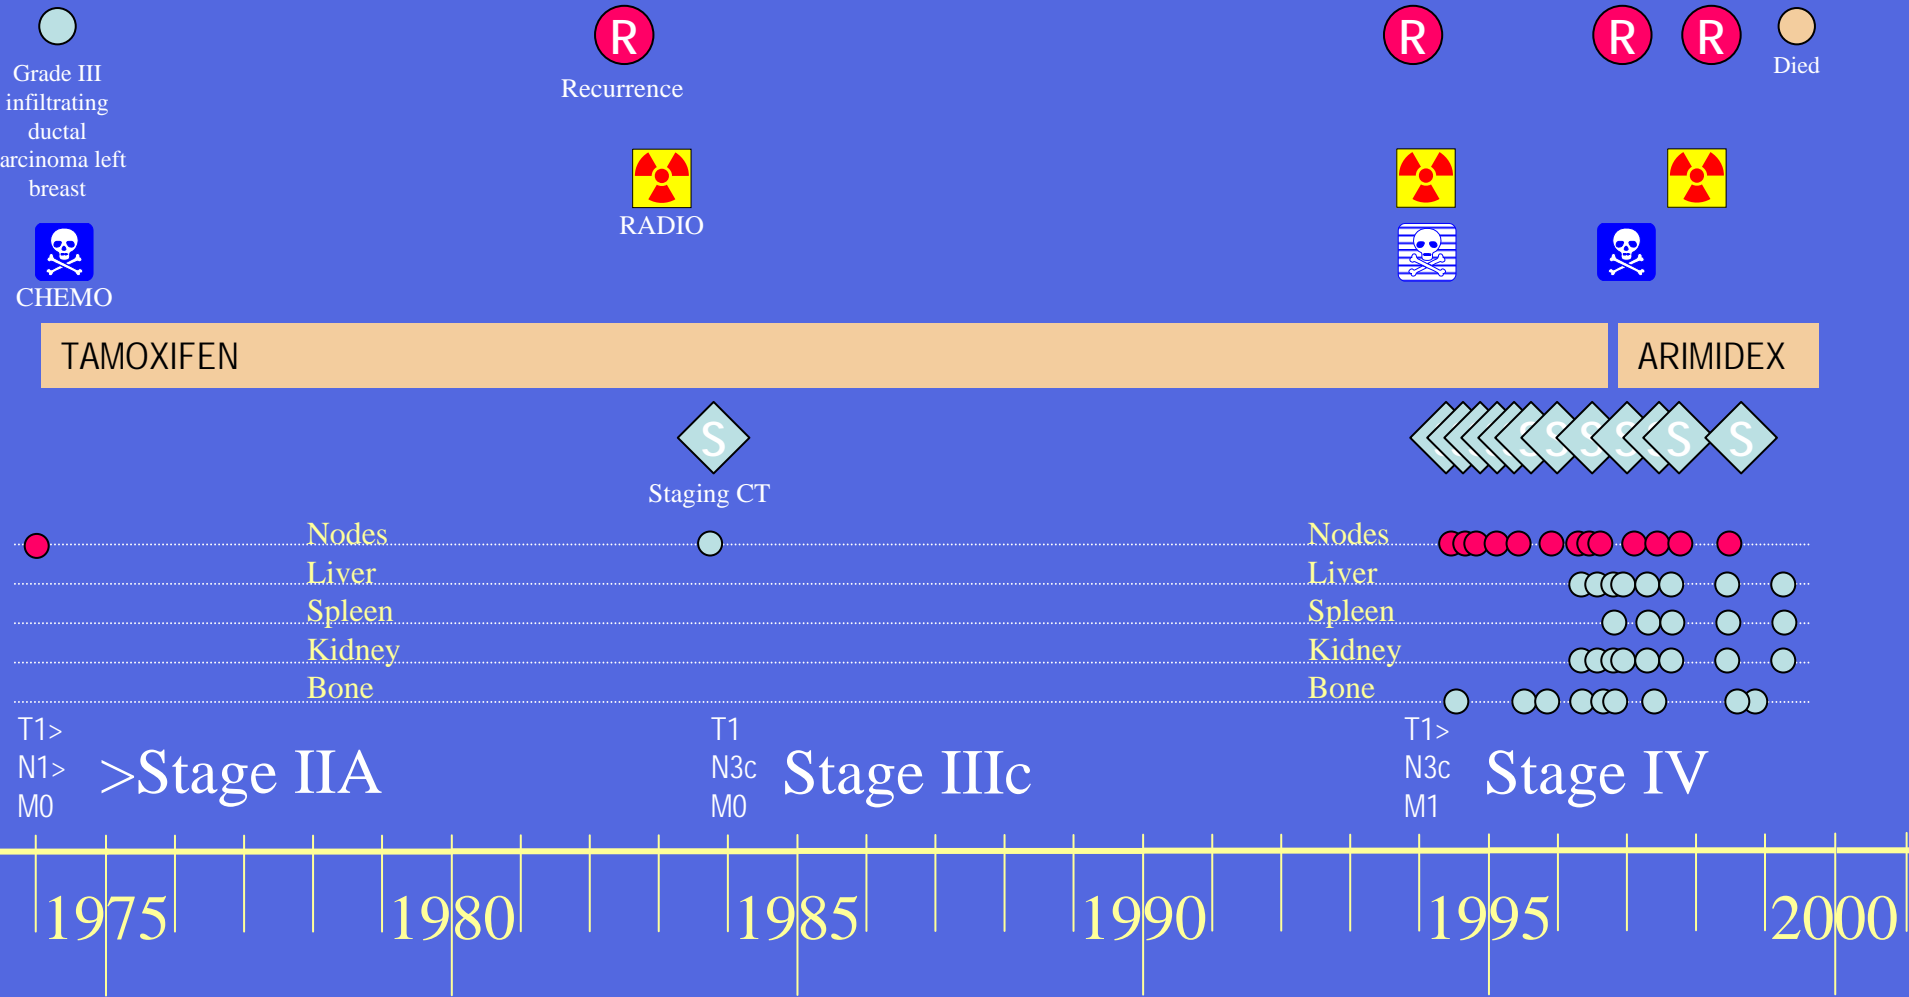 R
R
R
R
Grade III
infiltrating
ductal
arcinoma left
breast
Recurrence
Died
RADIO
CHEMO
TAMOXIFEN
ARIMIDEX
S
S S S S S S
Staging CT
Nodes
Nodes
Liver
Liver
Spleen
Spleen
Kidney
Kidney
Bone
Bone
T1>
N1>
M0
>Stage IIA
T1
N3c
M0
Stage IIIc
T1>
N3c
M1
Stage IV
1975 1980 1985 1990 1995 2000